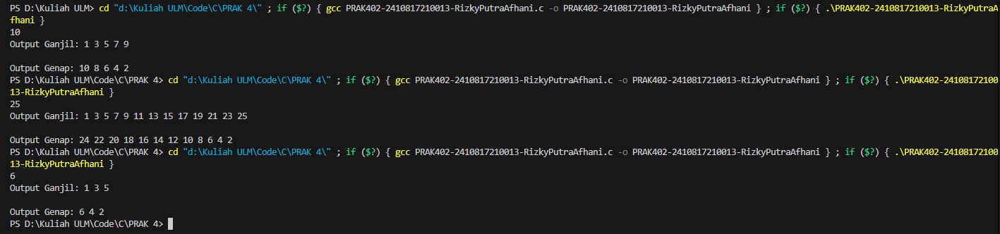 PS D:\Kuliah ULM> cd "d:\Kuliah ULM\Code\C\PRAK 4\" ; if ($?) { gcc PRAK402-2410817210013-RizkyPutraAfhani.c -o PRAK402-2410817210013-RizkyPutraAfhani } ; if ($?) { .\PRAK402-2410817210013-RizkyPutraA
fhani }
10
Output Ganjil: 1 3 5 7 9
Output Genap: 10 8 6 4 2
PS D:\Kuliah ULM\Code\C\PRAK 4> cd "d:\Kuliah ULM\Code\C\PRAK 4\" ; if ($?) { gcc PRAK402-2410817210013-RizkyPutraAfhani.c -o PRAK402-2410817210013-RizkyPutraAfhani } ; if ($?) { .\PRAK402-24108172100
13-RizkyPutraAfhani }
25
Output Ganjil: 1 3 5 7 9 11 13 15 17 19 21 23 25
Output Genap: 24 22 20 18 16 14 12 10 8 6 4 2
PS D:\Kuliah ULM\Code\C\PRAK 4> cd "d:\Kuliah ULM\Code\C\PRAK 4\" ; if ($?) { gcc PRAK402-2410817210013-RizkyPutraAfhani.c -o PRAK402-2410817210013-RizkyPutraAfhani } ; if ($?) { .\PRAK402-24108172100
13-RizkyPutraAfhani }
6
Output Ganjil: 1 3 5
Output Genap: 6 4 2
PS D:\Kuliah ULM\Code\C\PRAK 4>